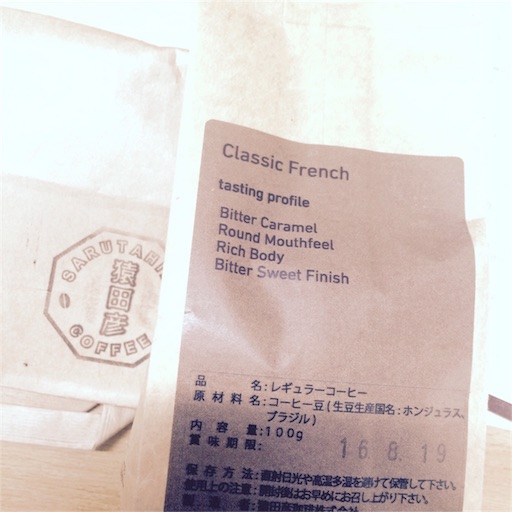 SARUTAHI
猿田彦
COFFEE
Classic French
tasting profile
Bitter Caramel
Round Mouthfeel
Rich Body
Bitter Sweet Finish
品 名:レギュラーコーヒー
原材料名:コーヒー豆(生豆生産国名:ホンジュラス、
ブラジル)
内容量:100g
賞味期限: 16.8.19
保存方法:直射日光や高温多湿を避けて保管して下さい。
使用上の注意:開封後はお早めにお召し上がり下さい。